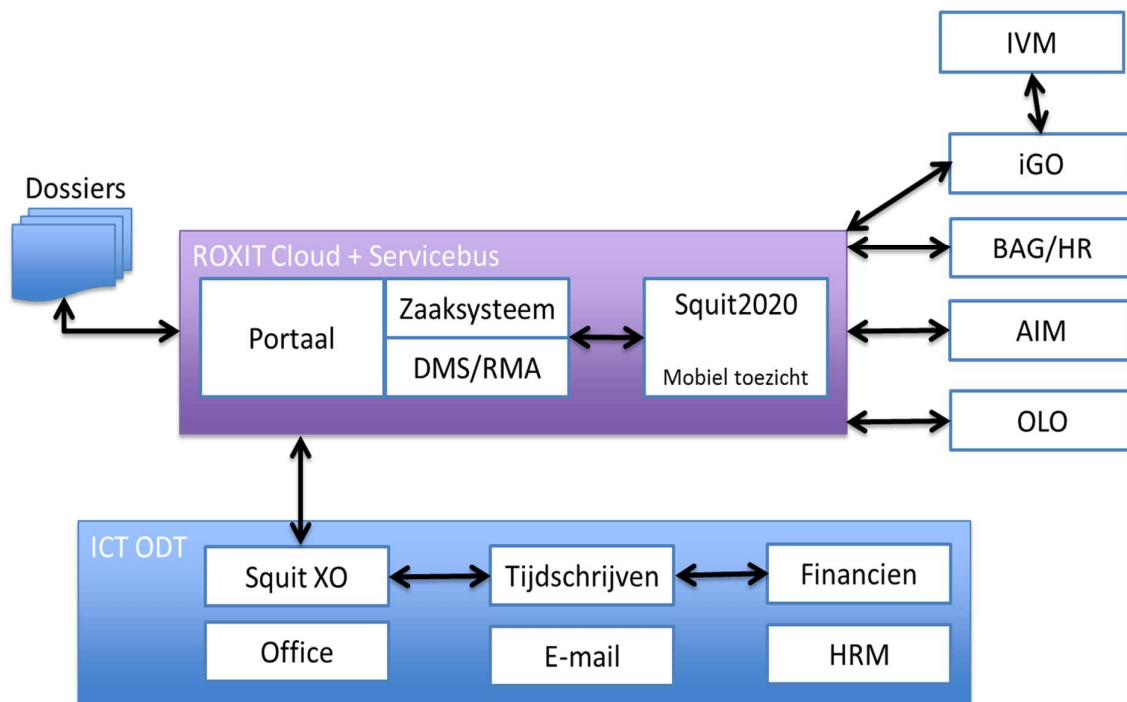 IVM
iGO
Dossiers
BAG/HR
ROXIT Cloud + Servicebus
Portaal
Zaaksysteem
DMS/RMA
Squit2020
Mobiel toezicht
AIM
OLO
ICT ODT
Squit XO
Tijdschrijven
Financien
Office
E-mail
HRM